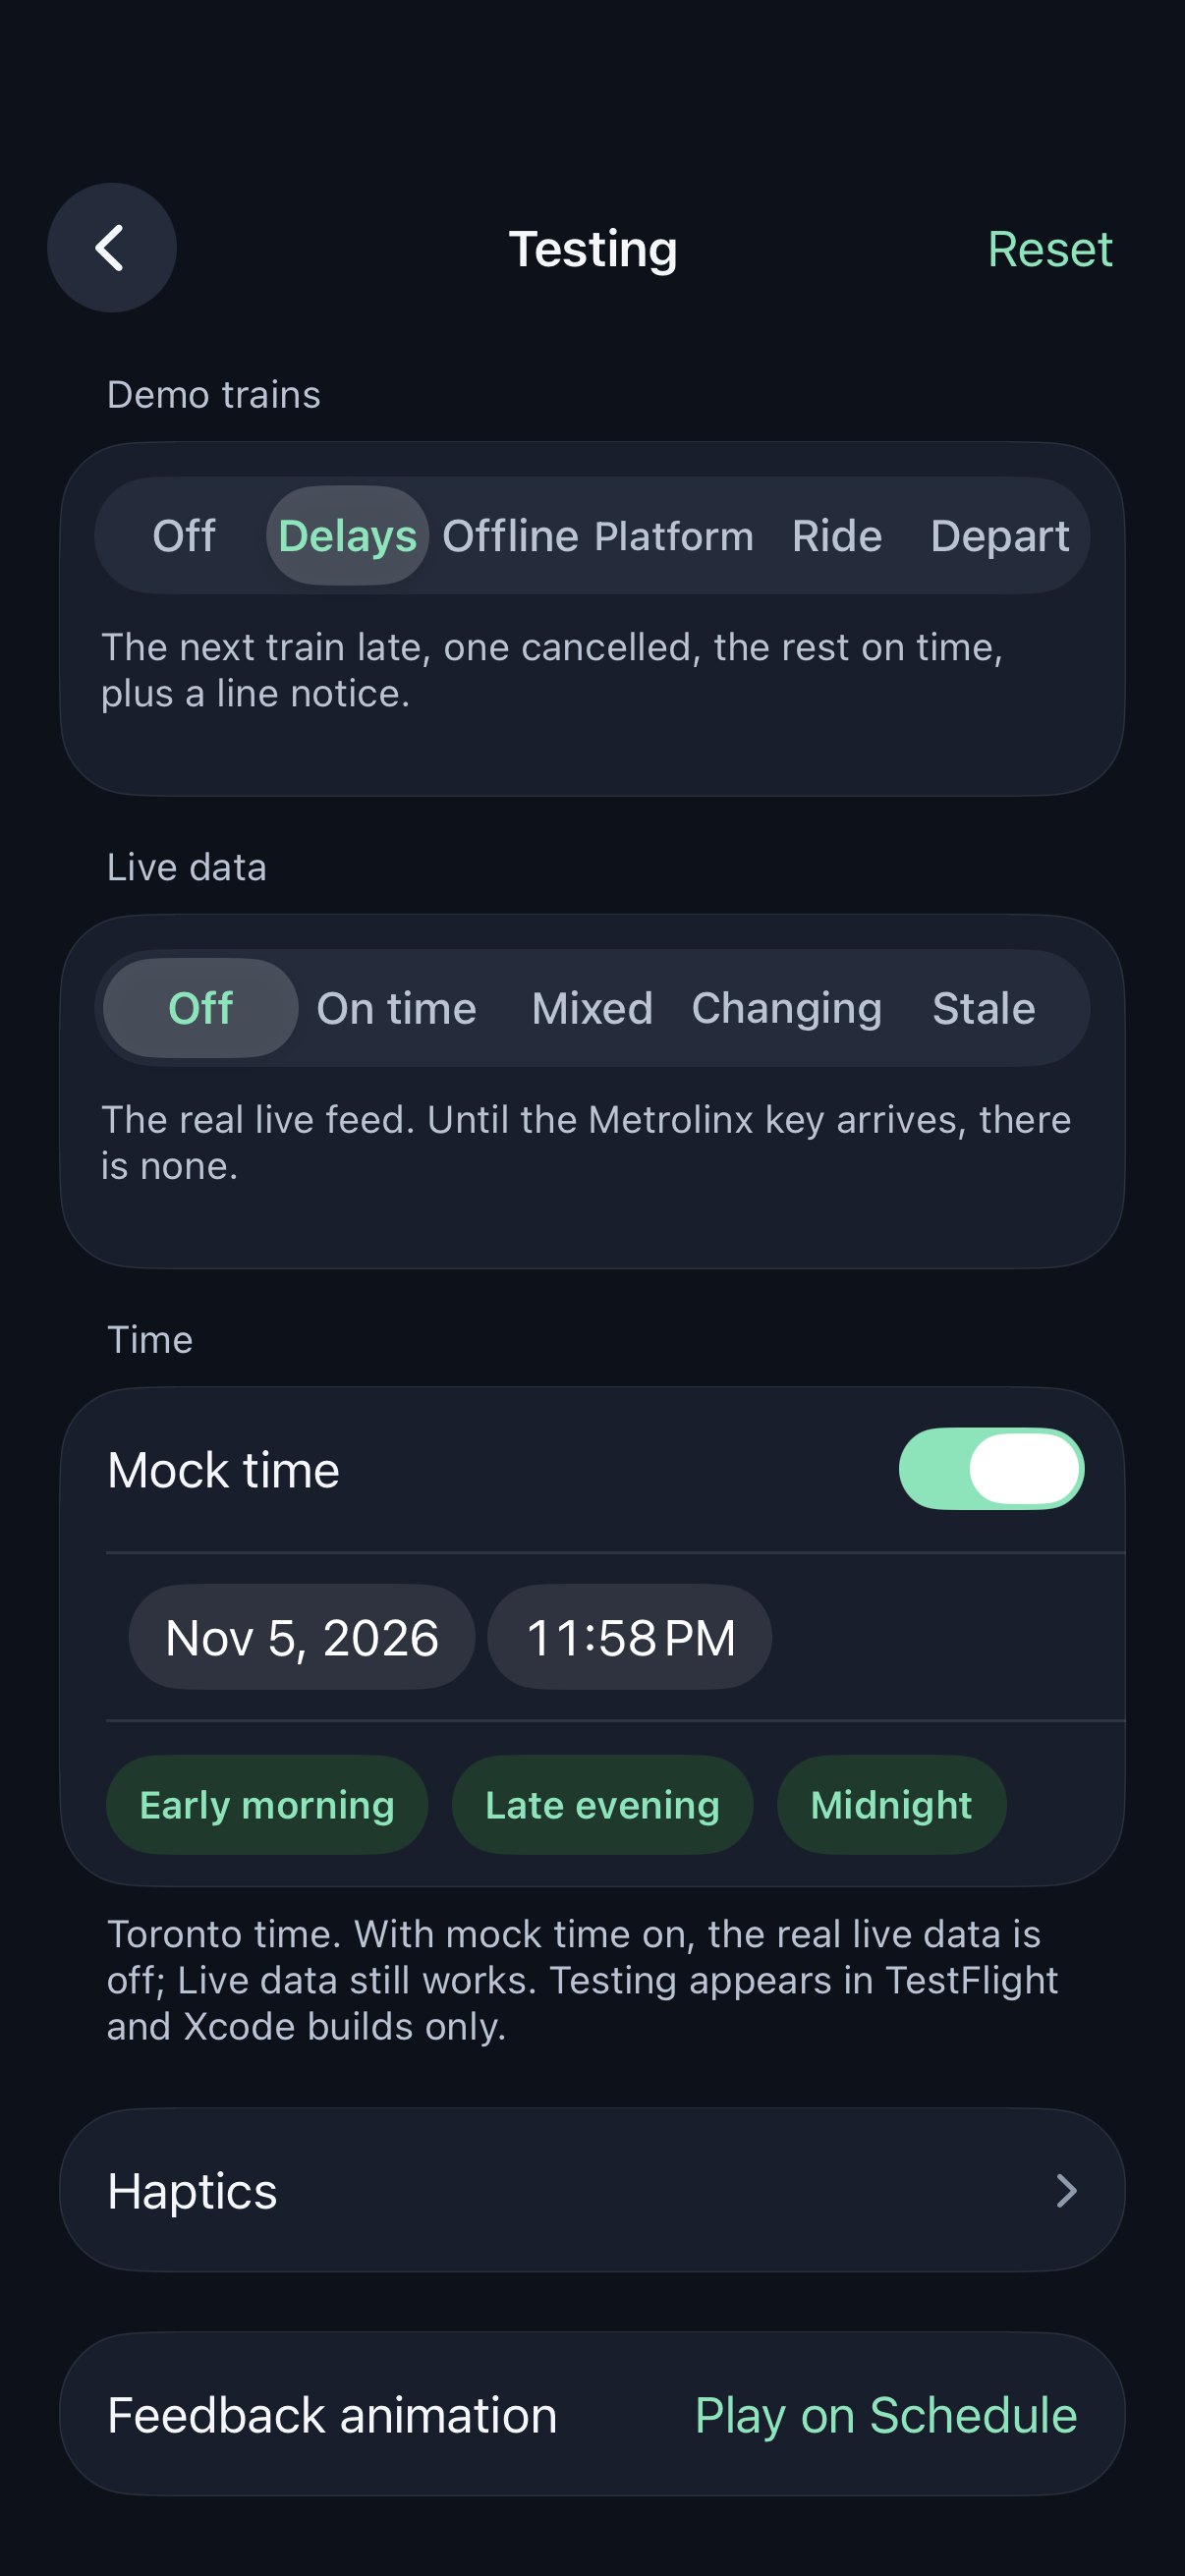 Testing
Reset
Demo trains
Off
Delays
Offline
Platform
Ride
Depart
The next train late, one cancelled, the rest on time,
plus a line notice.
Live data
Off
On time
Mixed
Changing
Stale
The real live feed. Until the Metrolinx key arrives, there
is none.
Time
Mock time
Nov 5, 2026
11:58 PM
Early morning
Late evening
Midnight
Toronto time. With mock time on, the real live data is
off; Live data still works. Testing appears in TestFlight
and Xcode builds only.
Haptics
Feedback animation
Play on Schedule